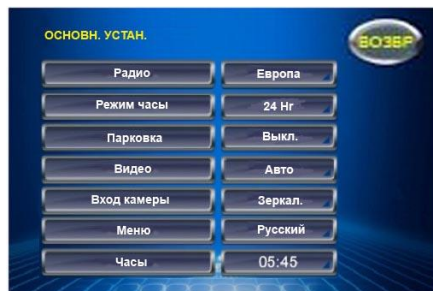 ОСНОВН. УСТАН.
ВОЗВР
Радио Европа
Режим часы 24 Hr
Парковка Выкл.
Видео Авто
Вход камеры Зеркал.
Меню Русский
Часы 05:45